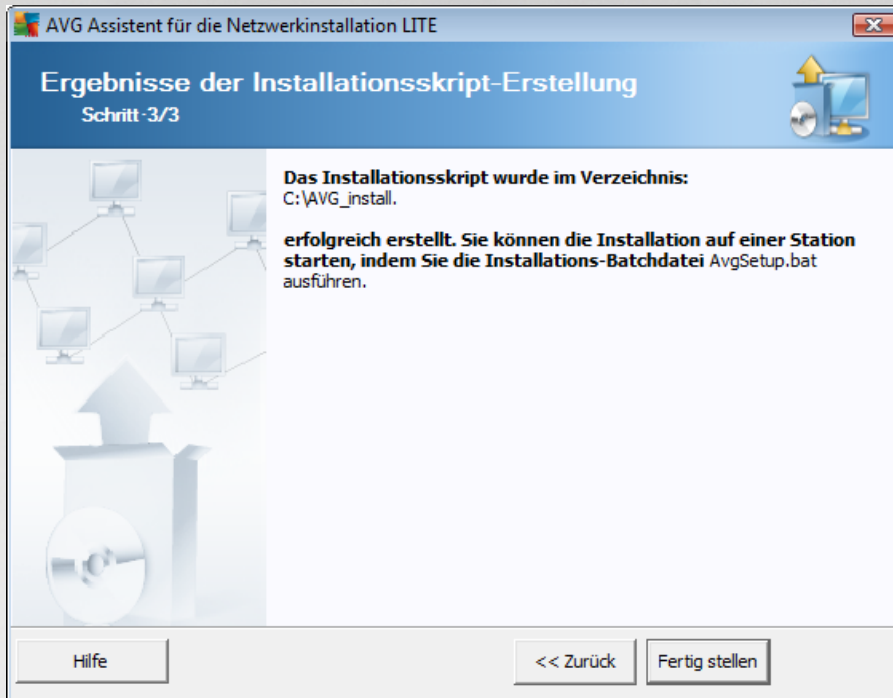 AVG Assistent für die Netzwerkinstallation LITE
Ergebnisse der Installationsskript-Erstellung
Schritt-3/3
Das Installationsskript wurde im Verzeichnis:
C:\AVG_install.
erfolgreich erstellt. Sie können die Installation auf einer Station
starten, indem Sie die Installations-Batchdatei AvgSetup.bat
ausführen.
Hilfe
<< Zurück
Fertig stellen